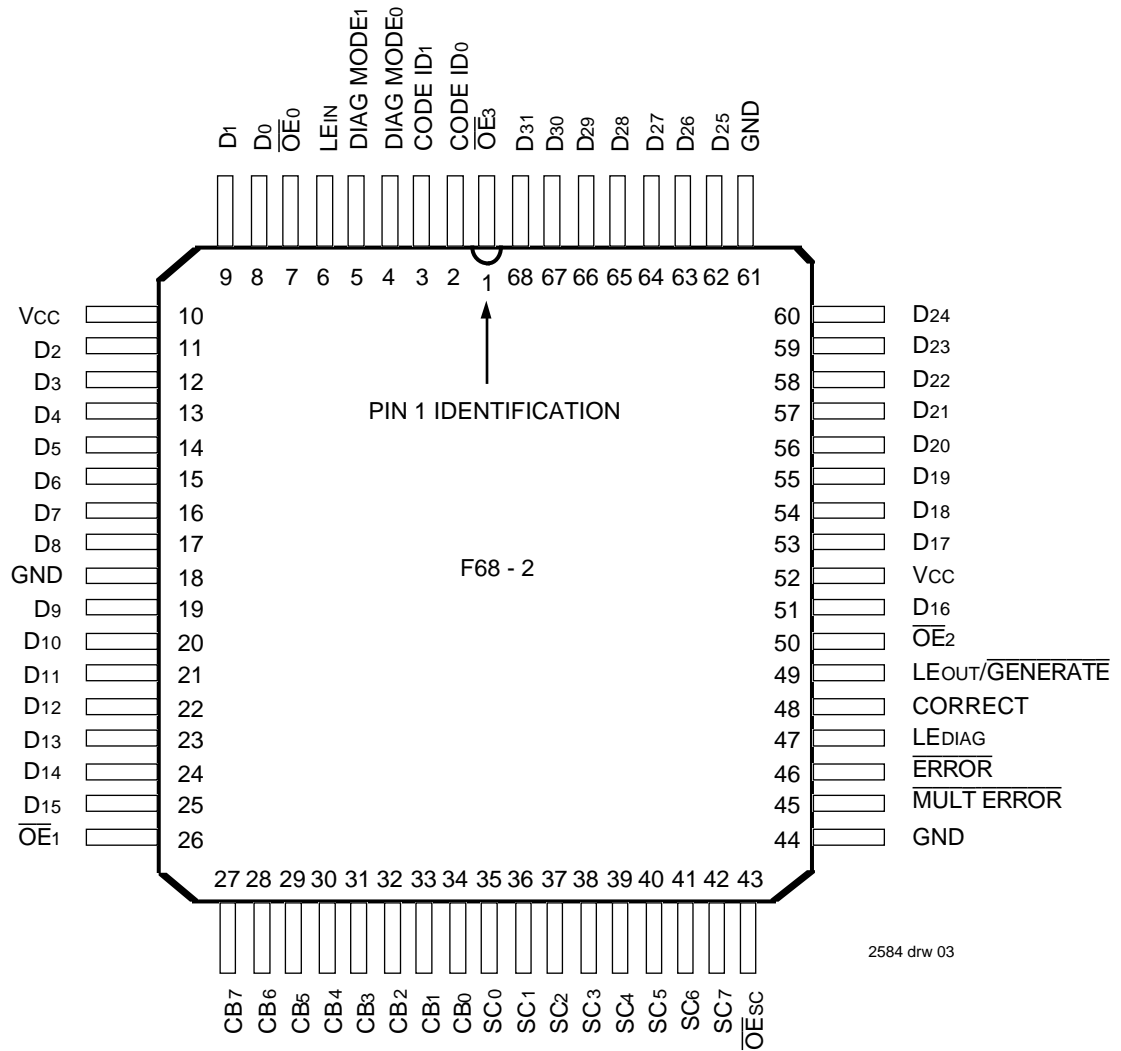 D1
D0
OE0
LEIN
DIAG MODE1
DIAG MODE0
CODE ID1
CODE ID0
OE3
D31
D30
D29
D28
D27
D26
D25
GND
9 8 7 6 5 4 3 2 1 68 67 66 65 64 63 62 61
VCC 10
D2 11
D3 12
D4 13
D5 14
D6 15
D7 16
D8 17
GND 18
D9 19
D10 20
D11 21
D12 22
D13 23
D14 24
D15 25
OE1 26
PIN 1 IDENTIFICATION
F68 - 2
60 D24
59 D23
58 D22
57 D21
56 D20
55 D19
54 D18
53 D17
52 VCC
51 D16
50 OE2
49 LEOUT/GENERATE
48 CORRECT
47 LEDIAG
46 ERROR
45 MULT ERROR
44 GND
27 28 29 30 31 32 33 34 35 36 37 38 39 40 41 42 43
CB7
CB6
CB5
CB4
CB3
CB2
CB1
CB0
SC0
SC1
SC2
SC3
SC4
SC5
SC6
SC7
OESC
2584 drw 03